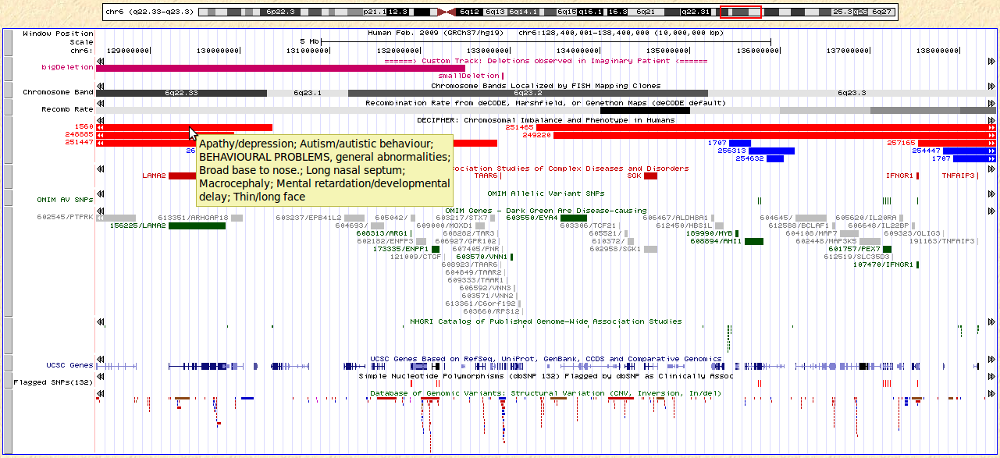 chr6 (q22.33-q23.3) 6p22.3 p21.1 12.3 6q12 6q13 6q14.1 6q15 q16.1 16.3 6q21 q22.31 25.3 q26 6q27
Window Position Human Feb. 2009 (GRCh37/hg19) chr6:128,400,001-138,400,000 (10,000,000 bp)
Scale 5 Mb
chr6: 129000000 130000000 131000000 132000000 133000000 134000000 135000000 136000000 137000000 138000000
======> Custom Track: Deletions observed in Imaginary Patient <======
bigDeletion
smallDeletion
Chromosome Bands Localized by FISH Mapping Clones
Chromosome Band 6q22.33 6q23.1 6q23.2 6q23.3
Recombination Rate from deCODE, Marshfield, or Genethon Maps (deCODE default)
Recomb Rate
DECIPHER: Chromosomal Imbalance and Phenotype in Humans
1560 251465
248885 249220
251447 1707 257165
26 256313 254447
254632 1707
Apathy/depression; Autism/autistic behaviour;
BEHAVIOURAL PROBLEMS, general abnormalities;
Broad base to nose.; Long nasal septum;
Macrocephaly; Mental retardation/developmental
delay; Thin/long face
ciation Studies of Complex Diseases and Disorders
LAMA2 TAAR6 SGK IFNGR1 TNFAIP3
OMIM Allelic Variant SNPs
OMIM AV SNPs
OMIM Genes - Dark Green Are Disease-causing
602545/PTPRK 613351/ARHGAP18 603237/EPB41L2 605042/ 603217/STX7 603550/EYA4 606467/ALDH8A1 604645/ 605620/IL20RA
156225/LAMA2 604693/ 609000/MOXD1 603306/TCF21 612450/HBS1L 612588/BCLAF1 606648/IL22BP
608313/ARG1 608282/TAR3 605521/ 189990/MYB 604108/MAP7 609323/OLIG3
602182/ENPP3 606927/GPR102 610372/ 608894/AHI1 602448/MAP3K5 191163/TNFAIP3
173335/ENPP1 607405/PNR 602958/SGK1 601757/PEX7
121009/CTGF 603570/VNN1 612519/SLC35D3
608923/TAAR6 107470/IFNGR1
604849/TAAR2
609333/TAAR1
606592/VNN3
603571/VNN2
613361/C6orf192
603660/RPS12
NHGRI Catalog of Published Genome-Wide Association Studies
UCSC Genes Based on RefSeq, UniProt, GenBank, CCDS and Comparative Genomics
UCSC Genes
Simple Nucleotide Polymorphisms (dbSNP 132) Flagged by dbSNP as Clinically Assoc
Flagged SNPs(132)
Database of Genomic Variants: Structural Variation (CNV, Inversion, In/del)